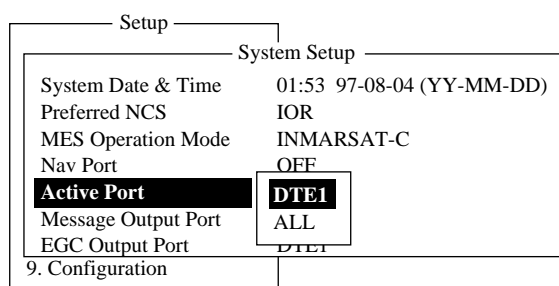 Setup
System Setup
System Date & Time 01:53 97-08-04 (YY-MM-DD)
Preferred NCS IOR
MES Operation Mode INMARSAT-C
Nav Port OFF
Active Port DTE1
Message Output Port ALL
EGC Output Port DTE1
9. Configuration